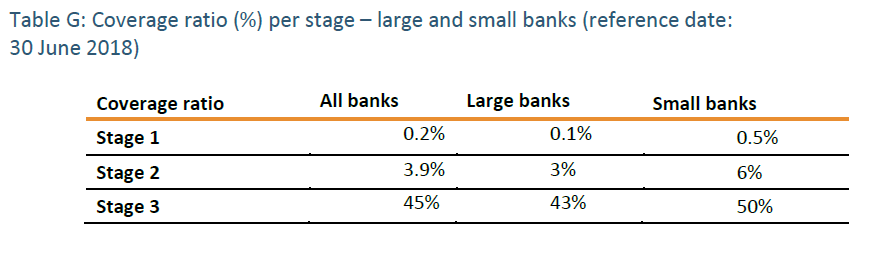 Table G: Coverage ratio (%) per stage – large and small banks (reference date:
30 June 2018)
Coverage ratio All banks Large banks Small banks
Stage 1 0.2% 0.1% 0.5%
Stage 2 3.9% 3% 6%
Stage 3 45% 43% 50%